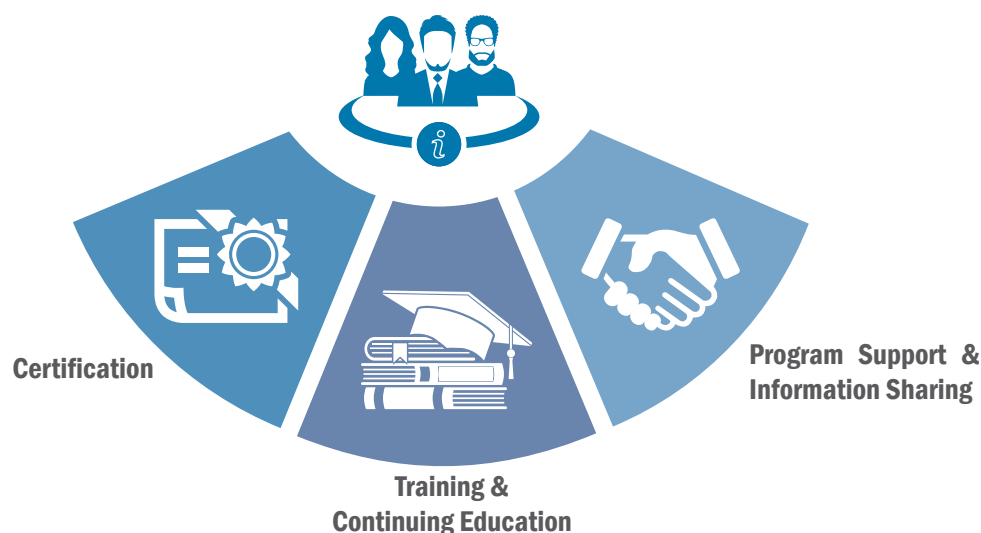 i
Certification
Program Support &
Information Sharing
Training &
Continuing Education